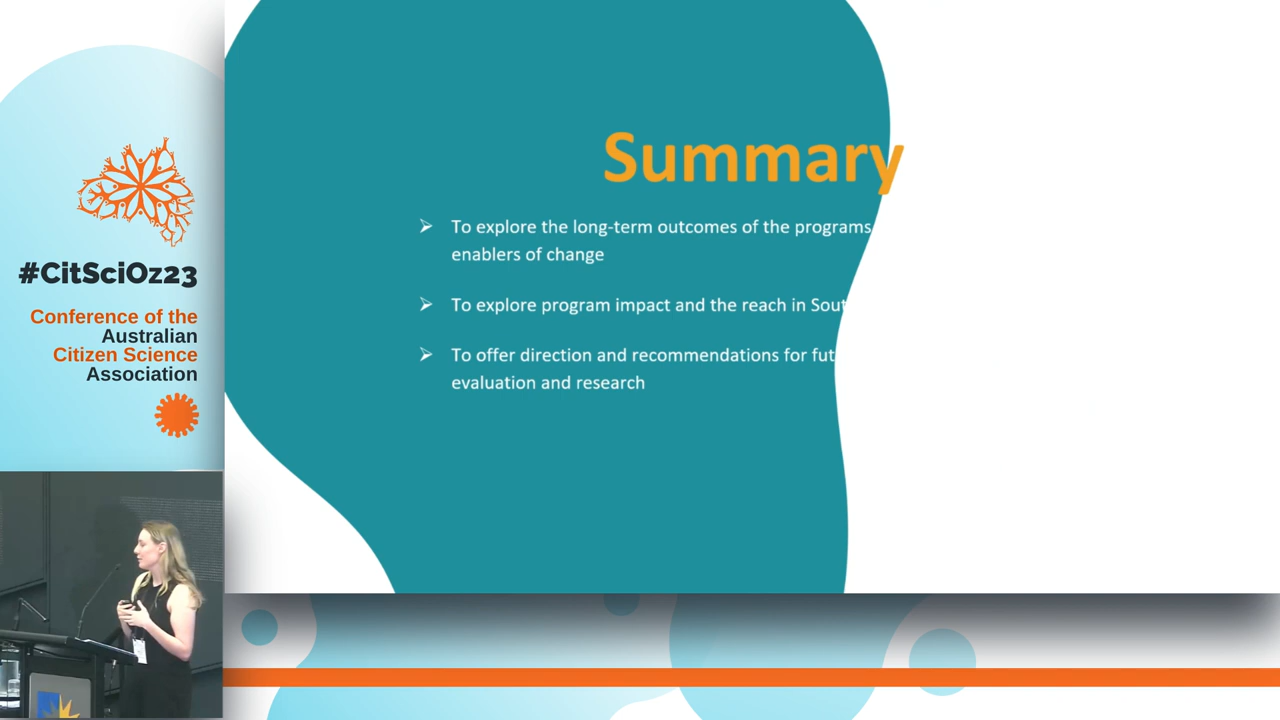 #CitSciOz23
Conference of the
Australian
Citizen Science
Association
Summary
To explore the long-term outcomes of the programs
enablers of change
To explore program impact and the reach in
To offer direction and recommendations for
evaluation and research